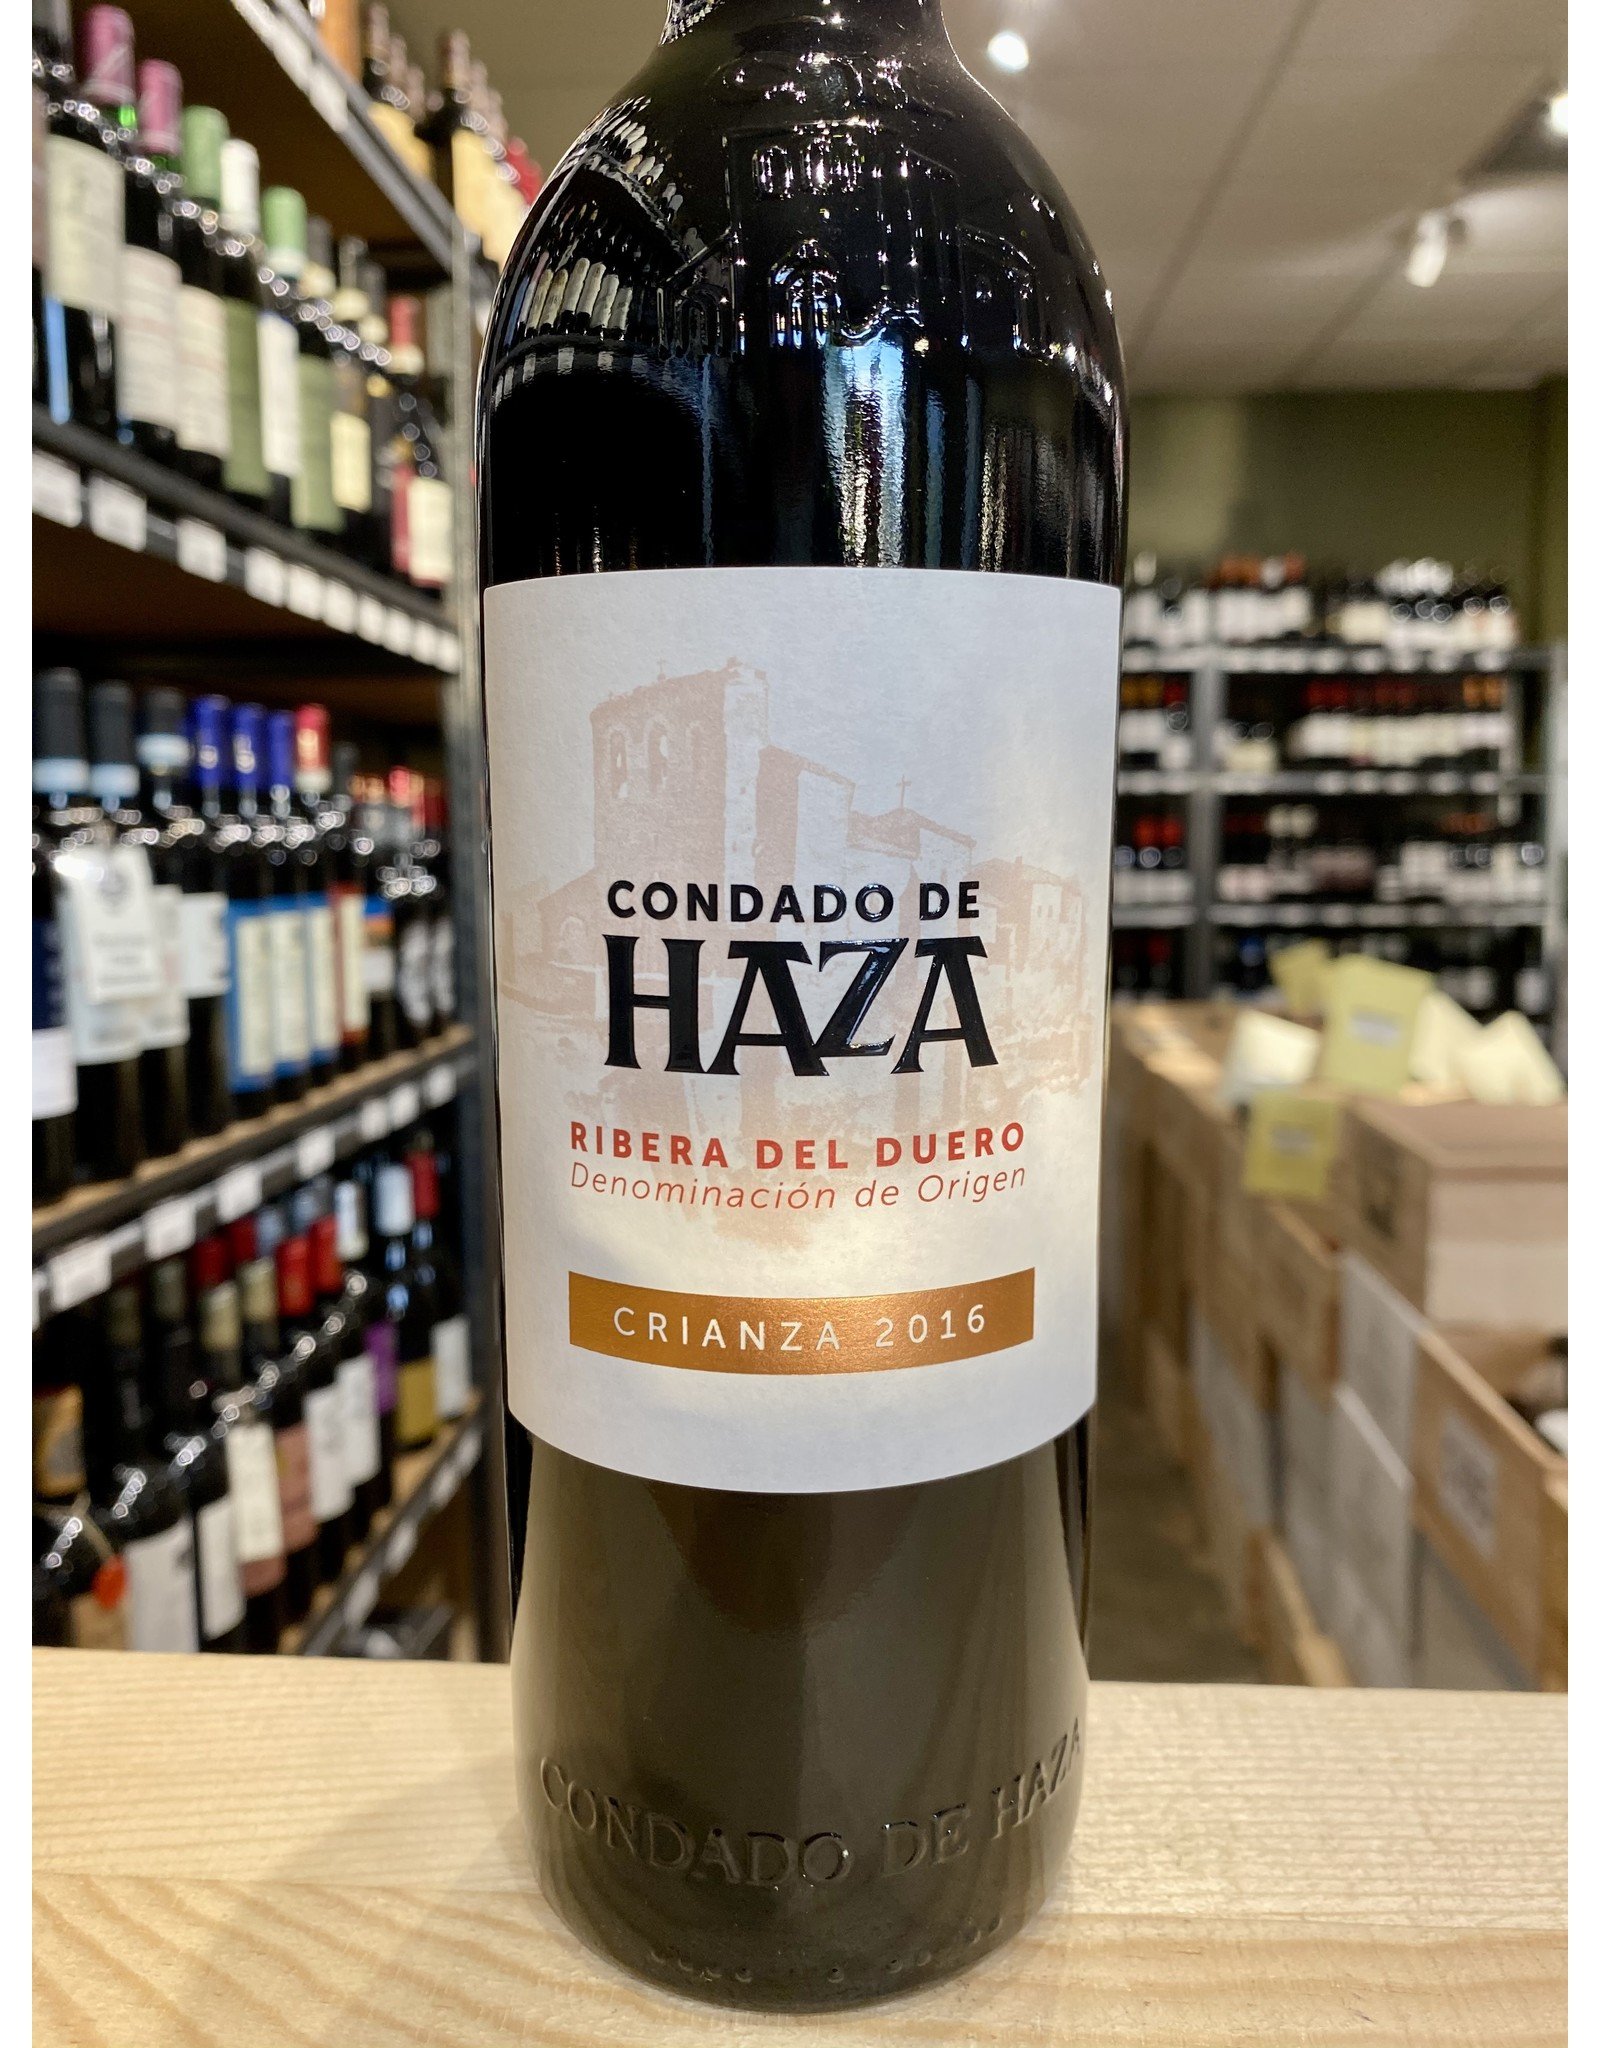 CONDADO DE
HAZA
RIBERA DEL DUERO
Denominación de Origen
CRIANZA 2016
CONDADO DE HAZA